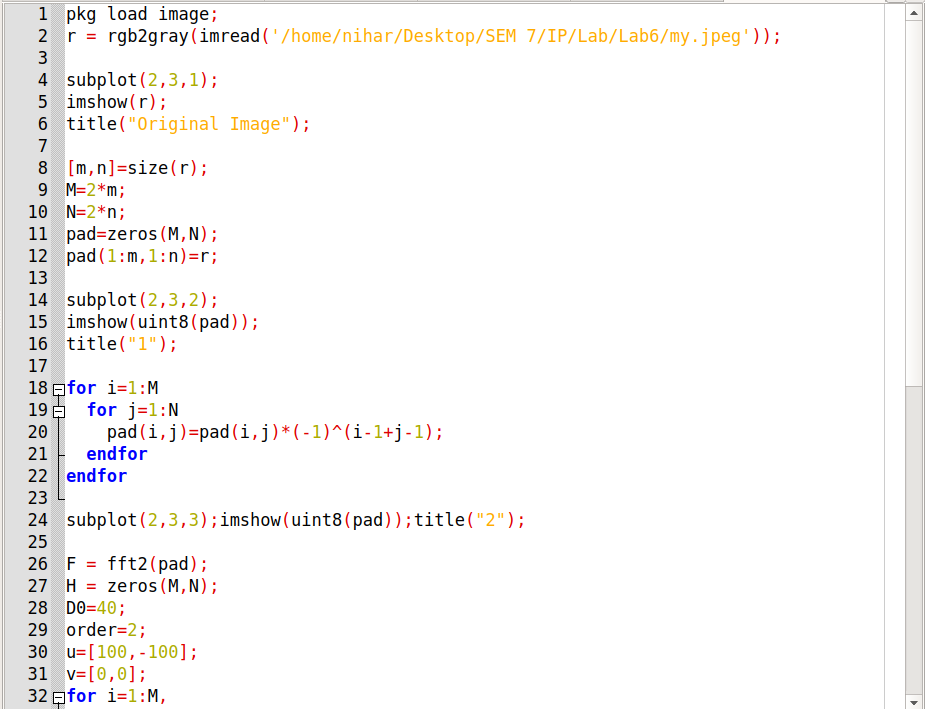 1 pkg load image;
2 r = rgb2gray(imread('/home/nihar/Desktop/SEM 7/IP/Lab/Lab6/my.jpeg'));
3
4 subplot(2,3,1);
5 imshow(r);
6 title("Original Image");
7
8 [m,n]=size(r);
9 M=2*m;
10 N=2*n;
11 pad=zeros(M,N);
12 pad(1:m,1:n)=r;
13
14 subplot(2,3,2);
15 imshow(uint8(pad));
16 title("1");
17
18 for i=1:M
19   for j=1:N
20     pad(i,j)=pad(i,j)*(-1)^(i-1+j-1);
21   endfor
22 endfor
23
24 subplot(2,3,3);imshow(uint8(pad));title("2");
25
26 F = fft2(pad);
27 H = zeros(M,N);
28 D0=40;
29 order=2;
30 u=[100,-100];
31 v=[0,0];
32 for i=1:M,